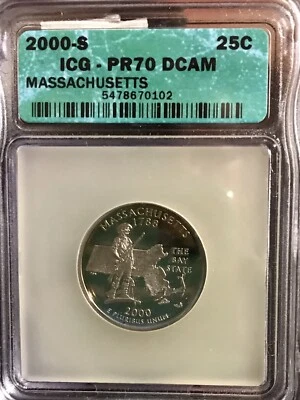 2000-S 25C
ICG - PR70 DCAM
MASSACHUSETTS
5478670102
MASSACHUSETTS
1788
THE
BAY
STATE
2000
E PLURIBUS UNUM